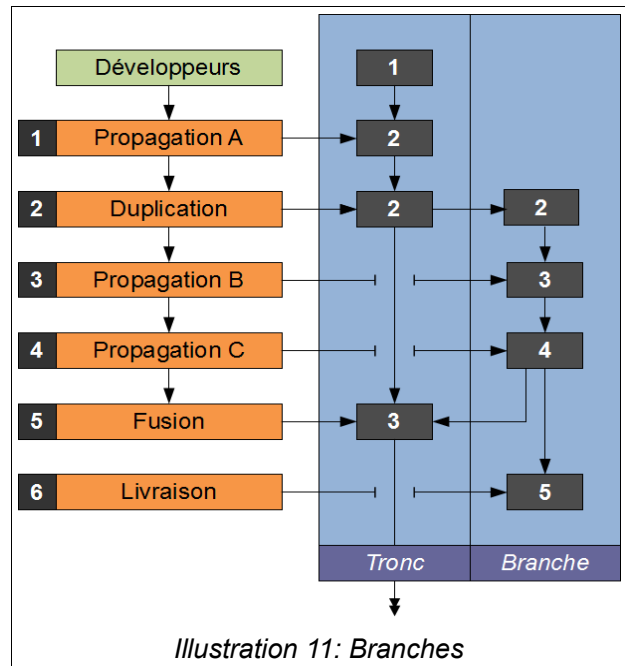 Développeurs 1
1 Propagation A 2
2 Duplication 2 2
3 Propagation B 3
4 Propagation C 4
5 Fusion 3
6 Livraison 5
Tronc Branche
Illustration 11: Branches